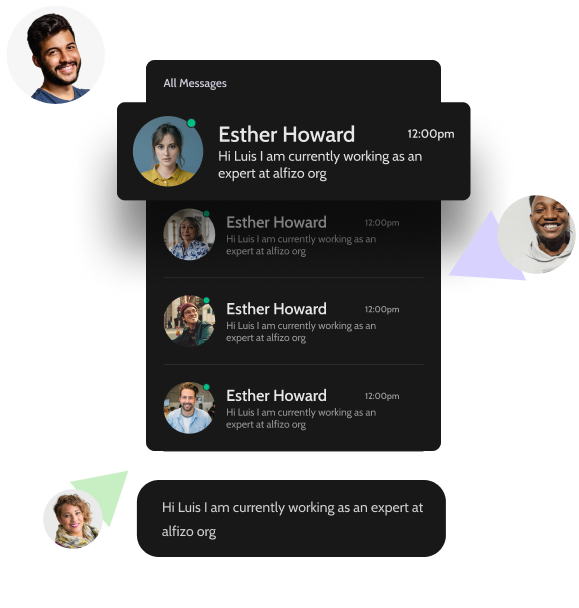 All Messages
Esther Howard 12:00pm
Hi Luis I am currently working as an
expert at alfizo org
Esther Howard 12:00pm
Hi Luis I am currently working as an
expert at alfizo org
Esther Howard 12:00pm
Hi Luis I am currently working as an
expert at alfizo org
Esther Howard 12:00pm
Hi Luis I am currently working as an
expert at alfizo org
Hi Luis I am currently working as an expert at
alfizo org